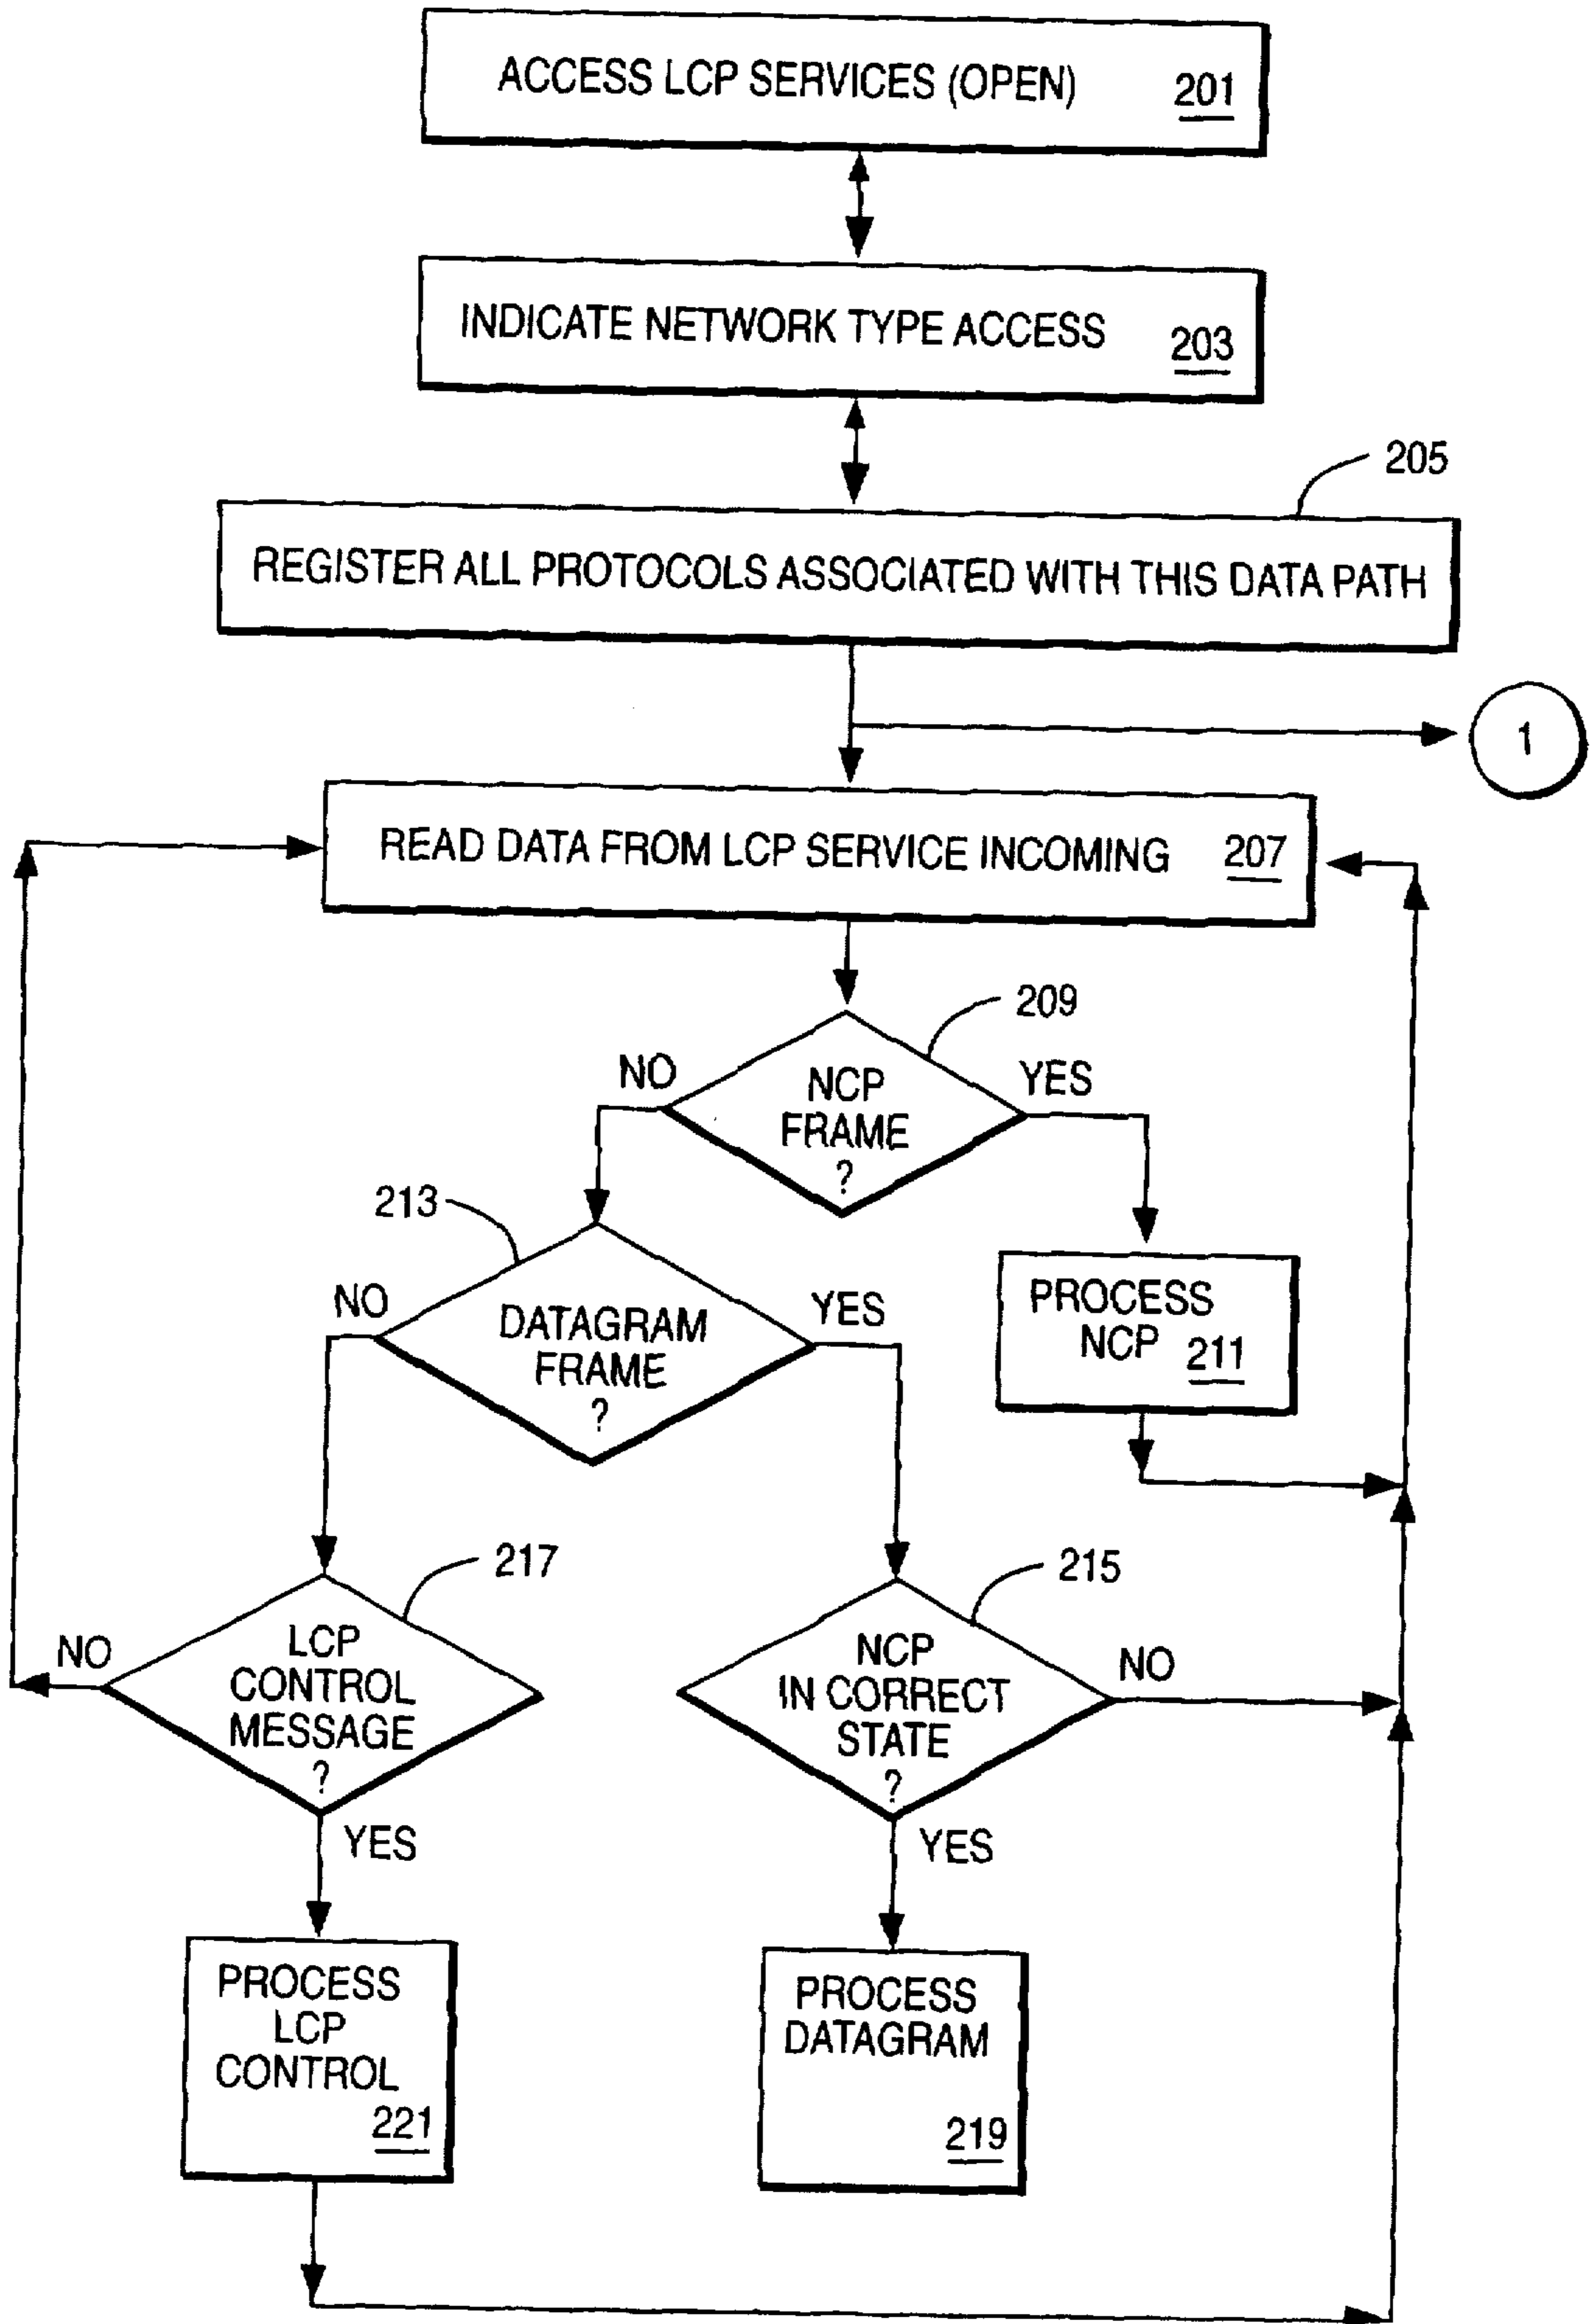 ACCESS LCP SERVICES (OPEN) 201
INDICATE NETWORK TYPE ACCESS 203
205
REGISTER ALL PROTOCOLS ASSOCIATED WITH THIS DATA PATH
1
READ DATA FROM LCP SERVICE INCOMING 207
209
NO
YES
NCP
FRAME
?
213
NO
YES
DATAGRAM
FRAME
?
PROCESS
NCP 211
217
215
NO
LCP
CONTROL
MESSAGE
?
NCP
IN CORRECT
STATE
?
NO
YES
YES
PROCESS
LCP
CONTROL
221
PROCESS
DATAGRAM
219